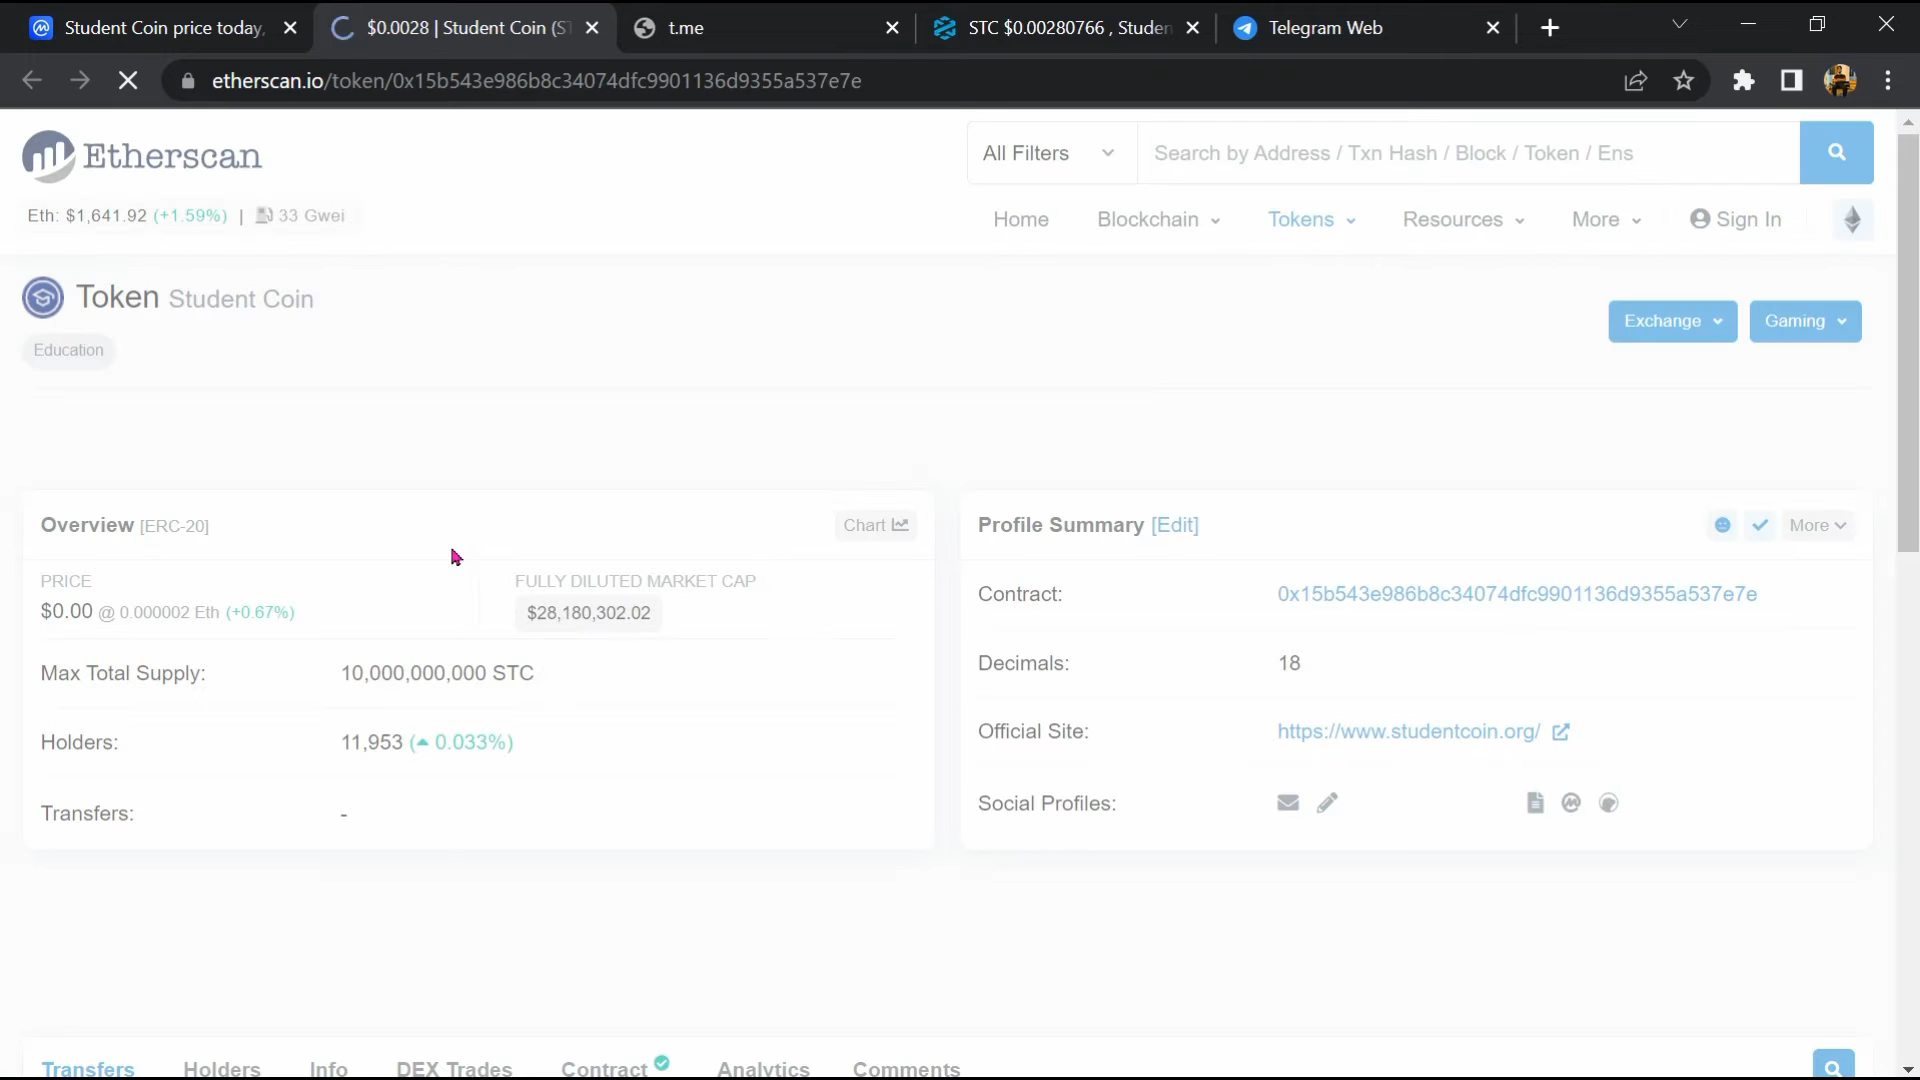 Student Coin price today,
$0.0028 | Student Coin (S
t.me
STC $0.00280766 , Studen
Telegram Web
etherscan.io/token/0x15b543e986b8c34074dfc9901136d9355a537e7e
Etherscan
All Filters
Search by Address / Txn Hash / Block / Token / Ens
Eth: $1,641.92 (+1.59%) | 33 Gwei
Home Blockchain Tokens Resources More Sign In
Token Student Coin
Education
Exchange
Gaming
Overview [ERC-20]
Chart
PRICE
$0.00 @ 0.000002 Eth (+0.67%)
FULLY DILUTED MARKET CAP
$28,180,302.02
Max Total Supply: 10,000,000,000 STC
Holders: 11,953 (0.033%)
Transfers: -
Profile Summary [Edit]
More
Contract: 0x15b543e986b8c34074dfc9901136d9355a537e7e
Decimals: 18
Official Site: https://www.studentcoin.org/
Social Profiles:
Transfers Holders Info DEX Trades Contract Analytics Comments